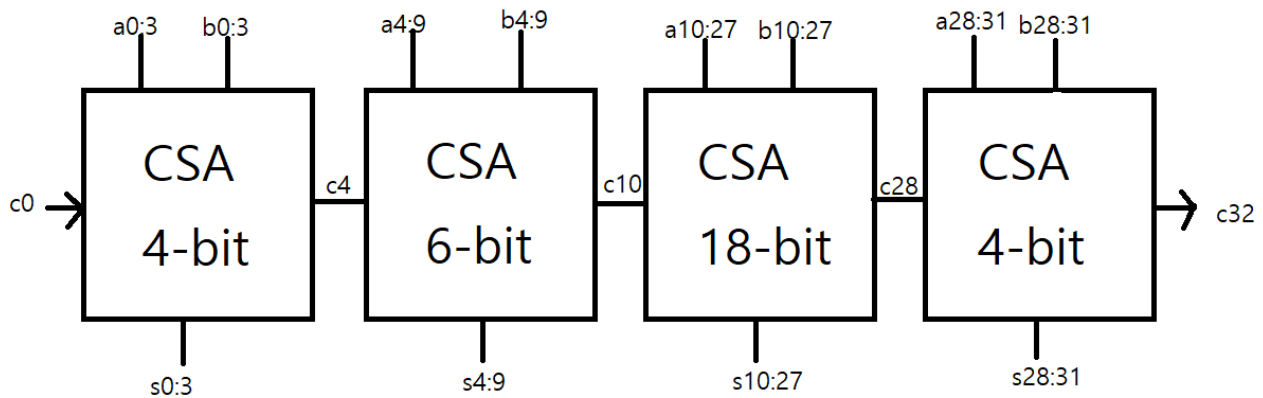 a0:3 b0:3 a4:9 b4:9 a10:27 b10:27 a28:31 b28:31
CSA CSA CSA CSA
c0 c4 c10 c28 c32
4-bit 6-bit 18-bit 4-bit
s0:3 s4:9 s10:27 s28:31